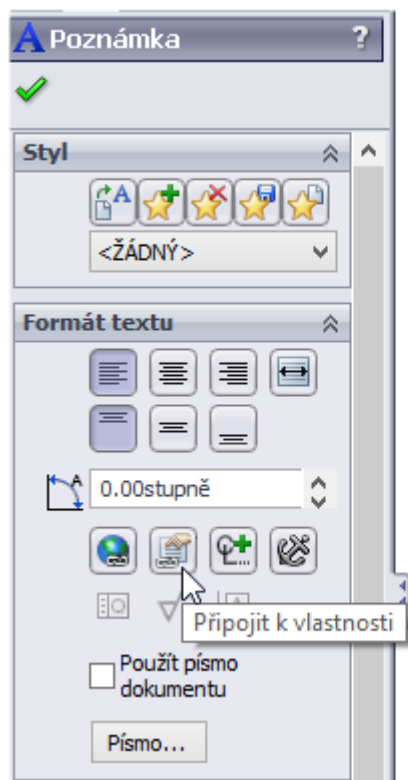 Poznámka ?
Styl
<ŽÁDNÝ>
Formát textu
0.00stupně
Připojit k vlastnosti
Použít písmo
dokumentu
Písmo...